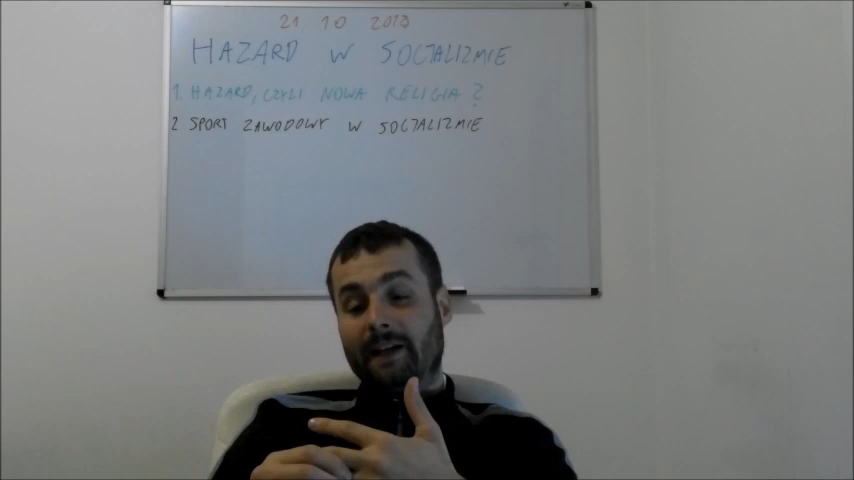 21 10 2013
HAZARD W SOCJALIZMIE
1. HAZARD, CZYLI NOWA RELIGIA?
2 SPORT ZAWODOWY W SOCJALIZMIE